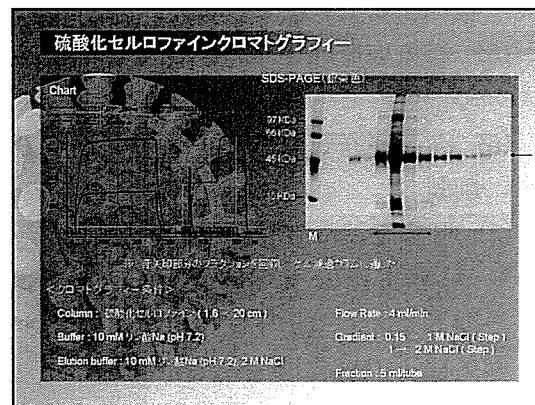 硫酸化セルロファインクロマトグラフィー
Chart
SDS-PAGE(銀染色)
97KDa
66KDa
45KDa
M
<クロマトグラフィー条件>
Column : 硫酸化セルロファイン ( 1.6 × 20 cm )
Buffer : 10 mM リン酸Na (pH 7.2)
Elution buffer : 10 mM リン酸Na (pH 7.2), 2 M NaCl
Flow Rate : 4 ml/min
Gradient : 0.15 → 1 M NaCl ( Step )
1 → 2 M NaCl ( Step )
Fraction : 5 ml/tube